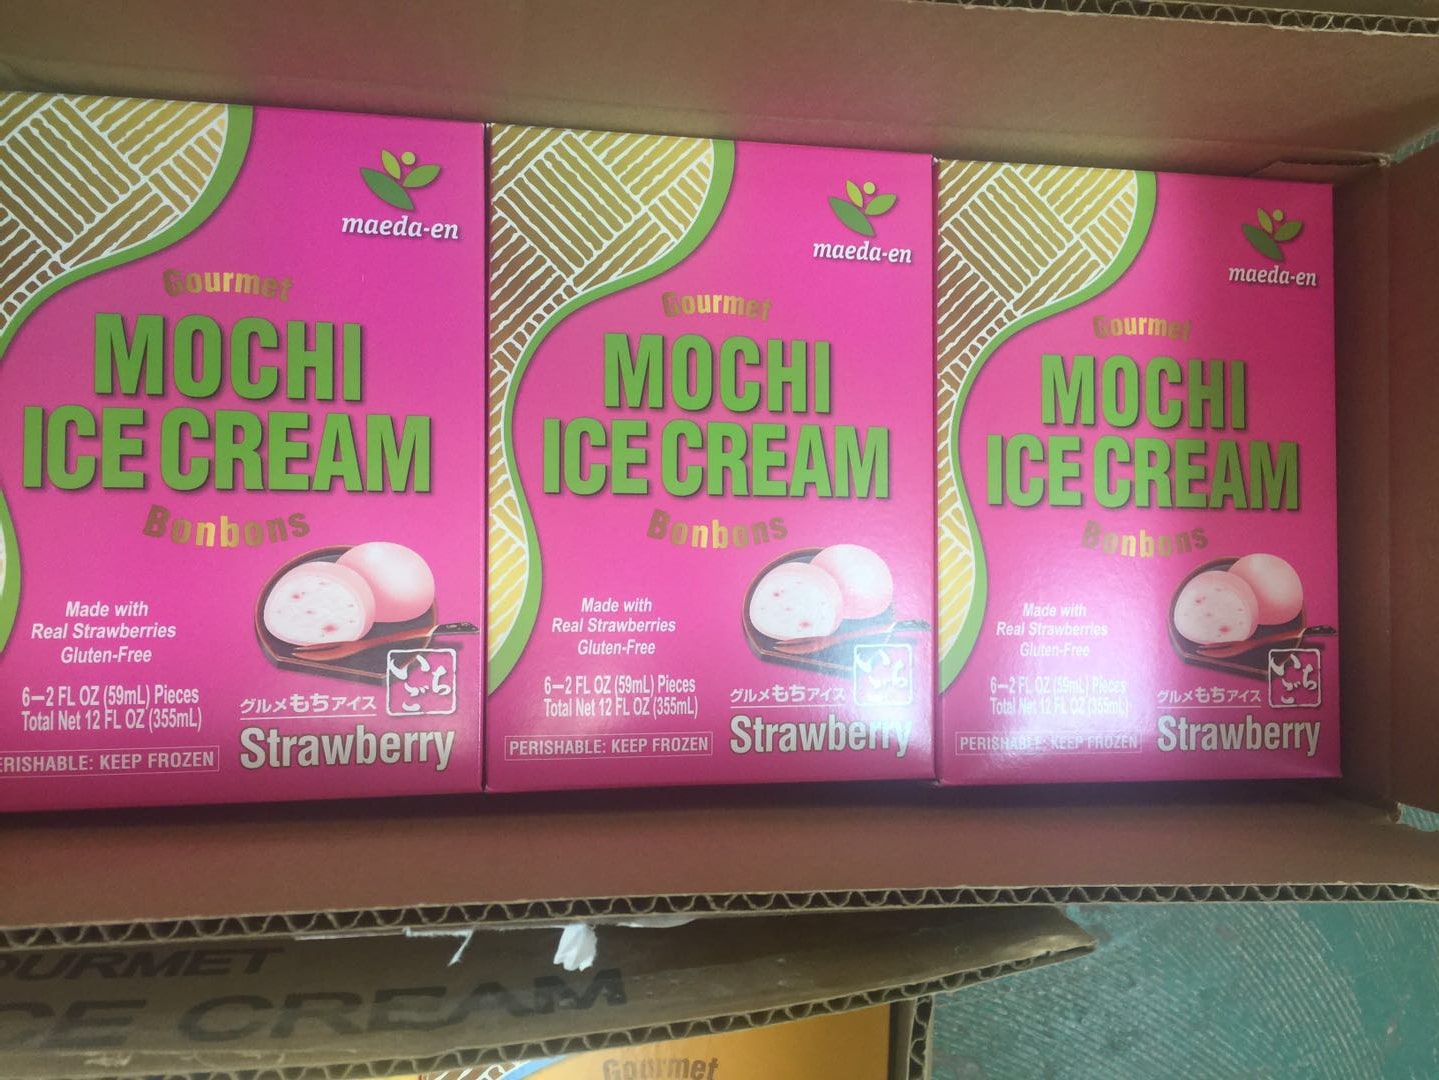 maeda-en
Gourmet
MOCHI
ICE CREAM
Bonbons
Made with
Real Strawberries
Gluten-Free
6—2 FL OZ (59mL) Pieces
Total Net 12 FL OZ (355mL)
ERISHABLE: KEEP FROZEN
グルメもちアイス
いちご
Strawberry
maeda-en
Gourmet
MOCHI
ICE CREAM
Bonbons
Made with
Real Strawberries
Gluten-Free
6—2 FL OZ (59mL) Pieces
Total Net 12 FL OZ (355mL)
PERISHABLE: KEEP FROZEN
グルメもちアイス
いちご
Strawberry
maeda-en
Gourmet
MOCHI
ICE CREAM
Bonbons
Made with
Real Strawberries
Gluten-Free
6—2 FL OZ (59mL) Pieces
Total Net 12 FL OZ (355mL)
PERISHABLE: KEEP FROZEN
グルメもちアイス
いちご
Strawberry
OURMET
CE CREAM
Gourmet